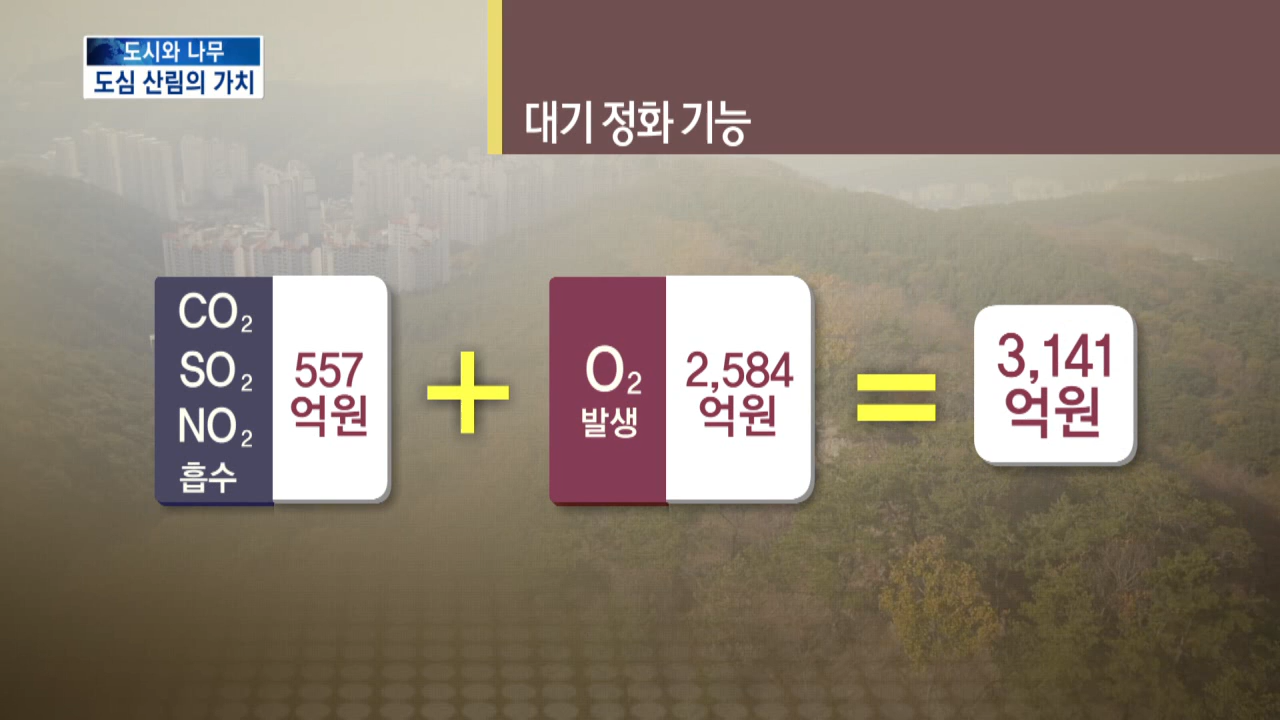 도시와 나무
도심 산림의 가치
대기 정화 기능
CO₂
SO₂
NO₂
흡수
557
억원
+
O₂
발생
2,584
억원
=
3,141
억원